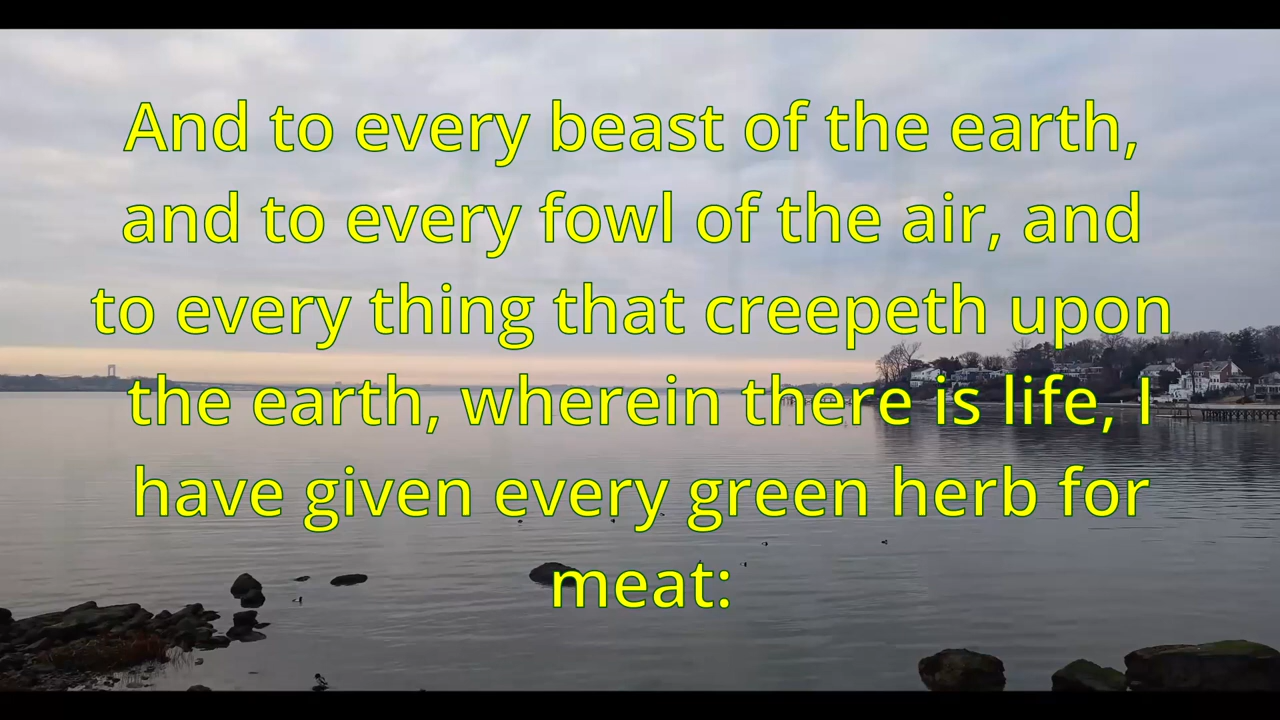 And to every beast of the earth,
and to every fowl of the air, and
to every thing that creepeth upon
the earth, wherein there is life, I
have given every green herb for
meat: